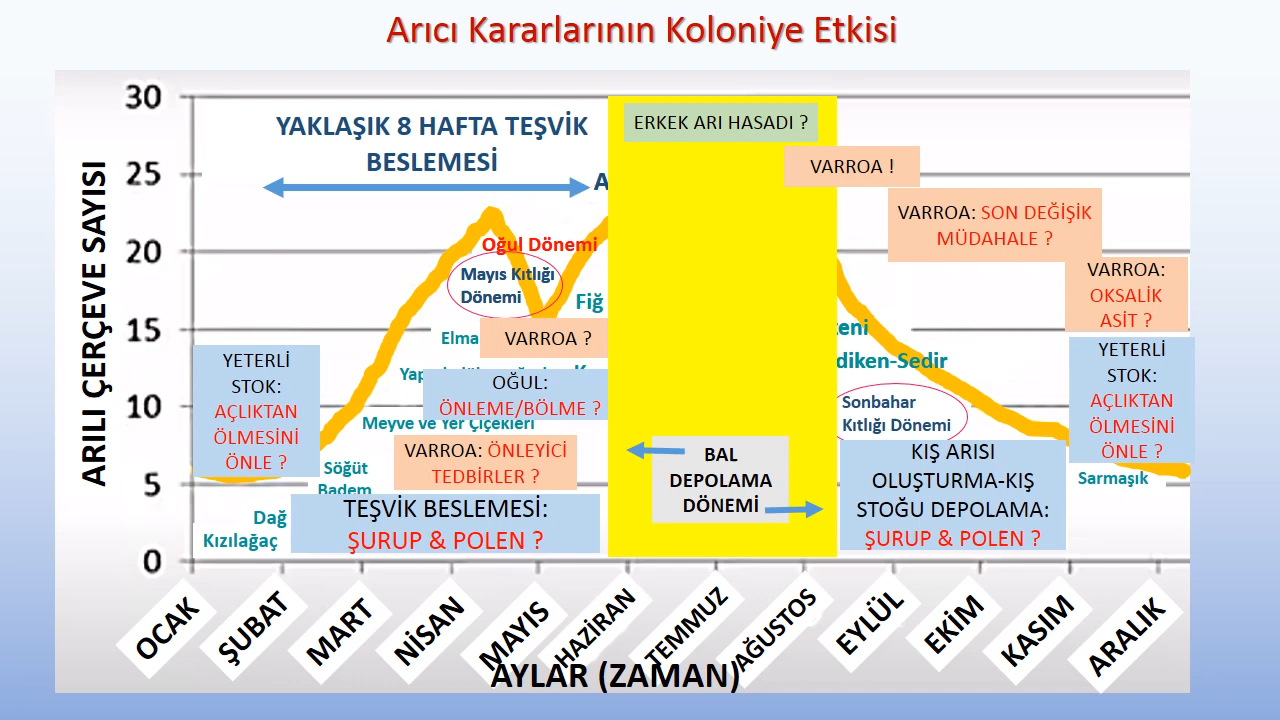 Arıcı Kararlarının Koloniye Etkisi
30
25
20
15
10
5
0
ARILI ÇERÇEVE SAYISI
YAKLAŞIK 8 HAFTA TEŞVİK
BESLEMESİ
A
ERKEK ARI HASADI ?
VARROA !
VARROA: SON DEĞİŞİK
MÜDAHALE ?
VARROA:
OKSALİK
ASİT ?
Oğul Dönemi
Mayıs Kıtlığı
Dönemi
Fiğ
Elma
VARROA ?
diken-Sedir
YETERLİ
STOK:
AÇLIKTAN
ÖLMESİNİ
ÖNLE ?
YETERLİ
STOK:
AÇLIKTAN
ÖLMESİNİ
ÖNLE ?
OĞUL:
ÖNLEME/BÖLME ?
Meyve ve Yer Çiçekleri
Sonbahar
Kıtlığı Dönemi
VARROA: ÖNLEYİCİ
TEDBİRLER ?
BAL
DEPOLAMA
DÖNEMİ
KIŞ ARISI
OLUŞTURMA-KIŞ
STOĞU DEPOLAMA:
ŞURUP & POLEN ?
Söğüt
Badem
Sarmaşık
Dağ
Kızılağaç
TEŞVİK BESLEMESİ:
ŞURUP & POLEN ?
OCAK
ŞUBAT
MART
NİSAN
MAYIS
HAZİRAN
TEMMUZ
AĞUSTOS
EYLÜL
EKİM
KASIM
ARALIK
AYLAR (ZAMAN)